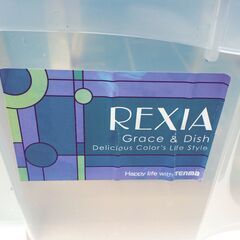 REXIA
Grace & Dish
Delicious Color's Life Style
Happy life with TENMA